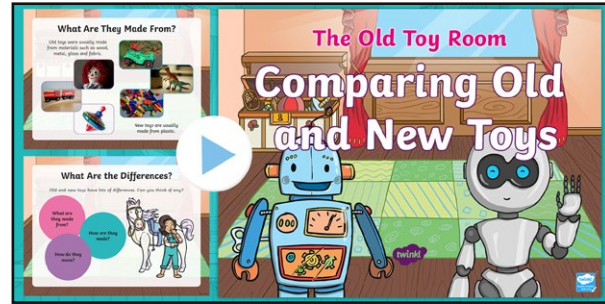 What Are They Made From?
Old toys were usually made
from materials such as wood,
metal, glass and fabric.
New toys are usually
made from plastic.
What Are the Differences?
Old and new toys have lots of differences. Can you think of any?
What are
they made
from?
How are they
made?
How do they
move?
The Old Toy Room
Comparing Old
and New Toys
000
twinkl